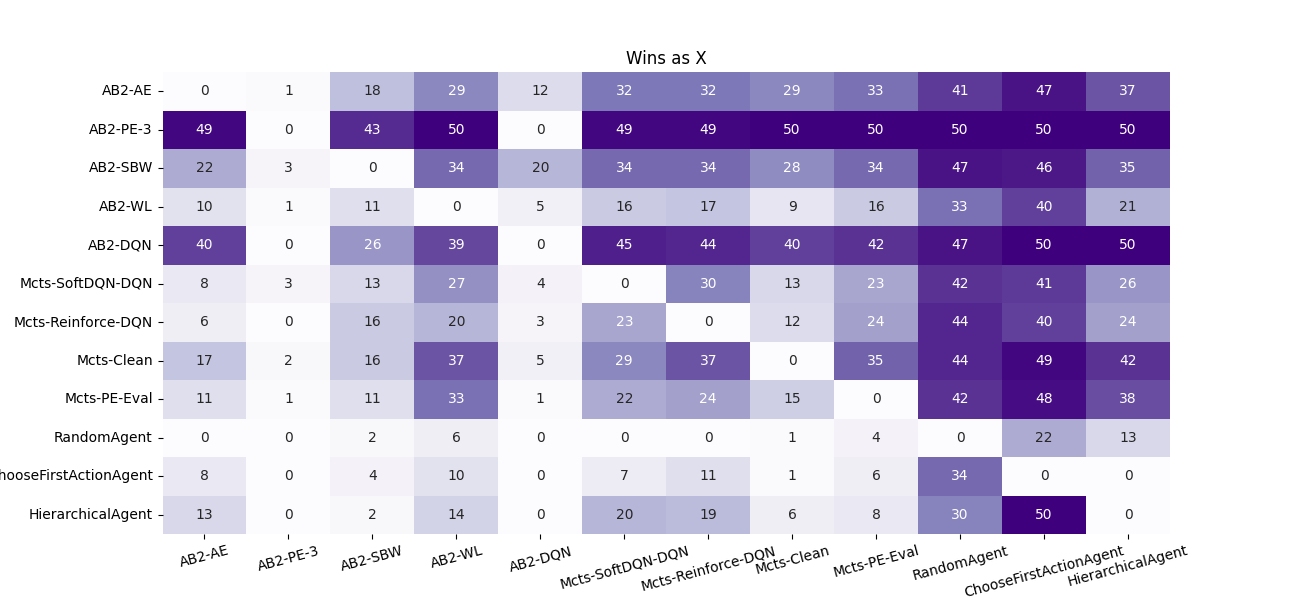 Wins as X
AB2-AE 0 1 18 29 12 32 32 29 33 41 47 37
AB2-PE-3 49 0 43 50 0 49 49 50 50 50 50 50
AB2-SBW 22 3 0 34 20 34 34 28 34 47 46 35
AB2-WL 10 1 11 0 5 16 17 9 16 33 40 21
AB2-DQN 40 0 26 39 0 45 44 40 42 47 50 50
Mcts-SoftDQN-DQN 8 3 13 27 4 0 30 13 23 42 41 26
Mcts-Reinforce-DQN 6 0 16 20 3 23 0 12 24 44 40 24
Mcts-Clean 17 2 16 37 5 29 37 0 35 44 49 42
Mcts-PE-Eval 11 1 11 33 1 22 24 15 0 42 48 38
RandomAgent 0 0 2 6 0 0 0 1 4 0 22 13
hooseFirstActionAgent 8 0 4 10 0 7 11 1 6 34 0 0
HierarchicalAgent 13 0 2 14 0 20 19 6 8 30 50 0
AB2-AE AB2-PE-3 AB2-SBW AB2-WL AB2-DQN Mcts-SoftDQN-DQN Mcts-Reinforce-DQN Mcts-Clean Mcts-PE-Eval RandomAgent ChooseFirstActionAgent HierarchicalAgent